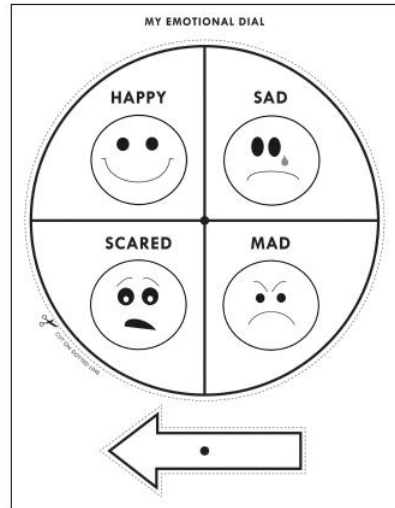 MY EMOTIONAL DIAL
HAPPY
SAD
SCARED
MAD
CUT ON DOTTED LINE